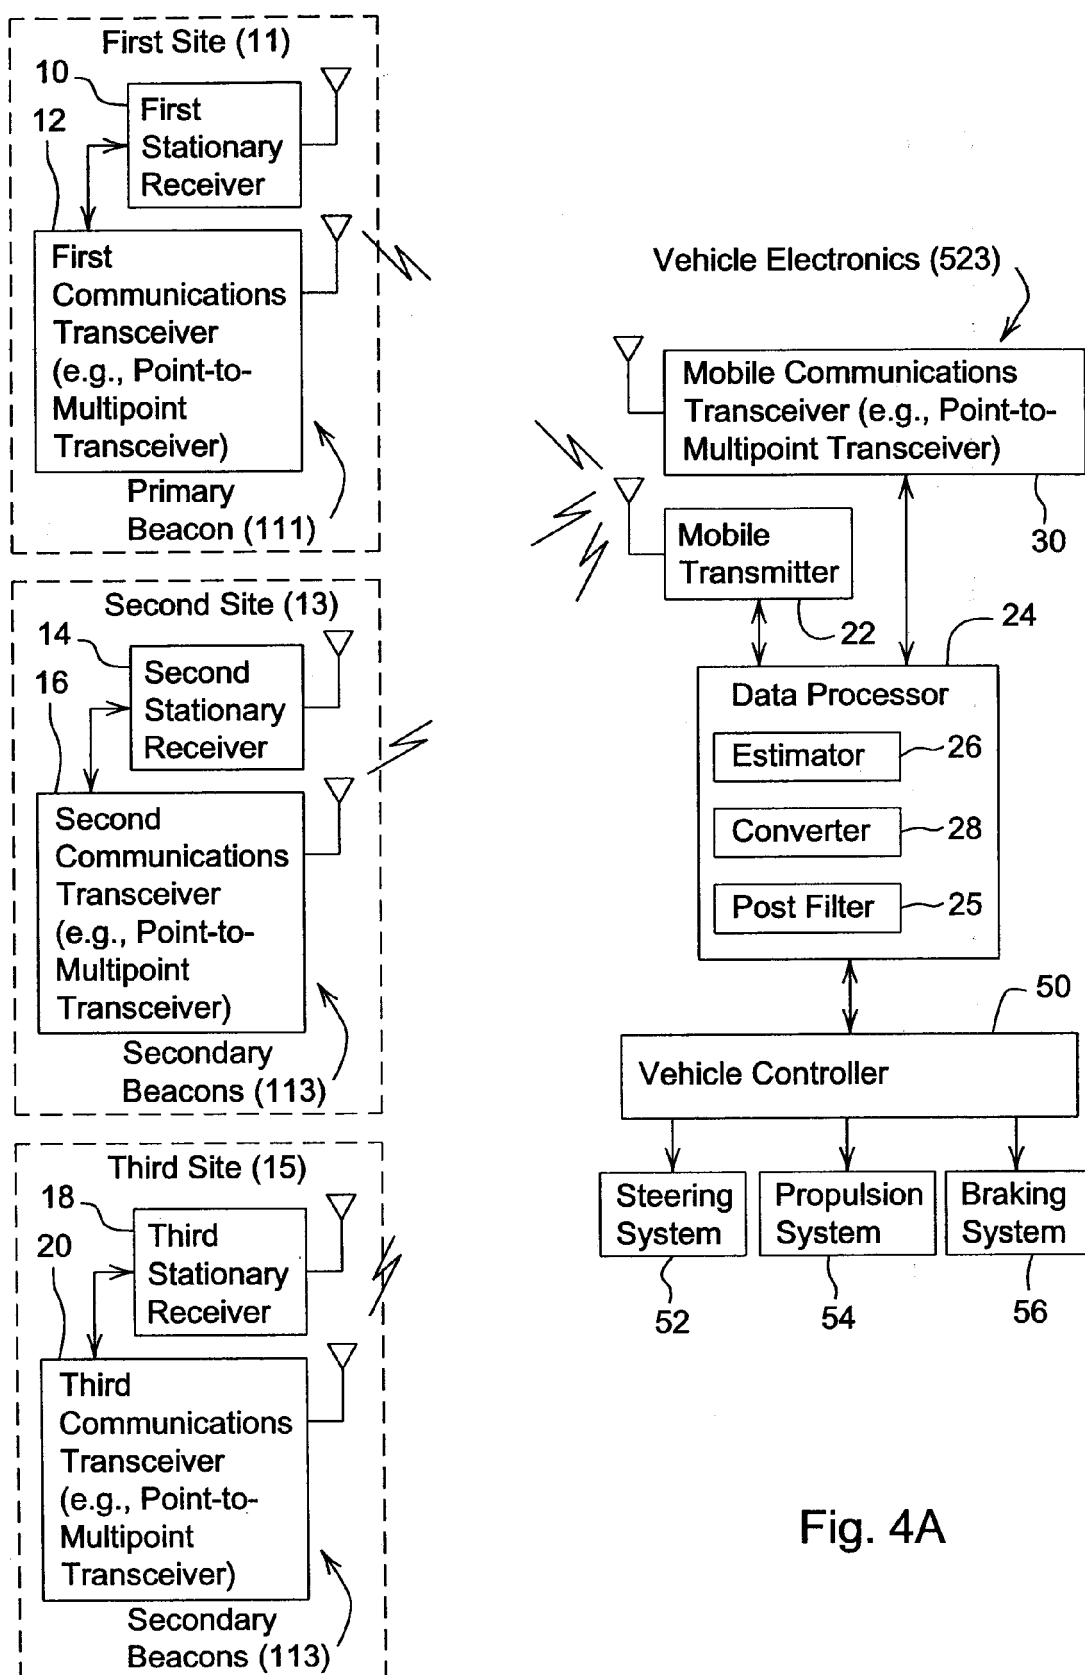 First Site (11)
10
First
Stationary
Receiver
12
First
Communications
Transceiver
(e.g., Point-to-
Multipoint
Transceiver)
Primary
Beacon (111)
Second Site (13)
14
Second
Stationary
Receiver
16
Second
Communications
Transceiver
(e.g., Point-to-
Multipoint
Transceiver)
Secondary
Beacons (113)
Third Site (15)
18
Third
Stationary
Receiver
20
Third
Communications
Transceiver
(e.g., Point-to-
Multipoint
Transceiver)
Secondary
Beacons (113)
Vehicle Electronics (523)
Mobile Communications
Transceiver (e.g., Point-to-
Multipoint Transceiver)
30
Mobile
Transmitter
22
24
Data Processor
Estimator
26
Converter
28
Post Filter
25
50
Vehicle Controller
Steering
System
52
Propulsion
System
54
Braking
System
56
Fig. 4A